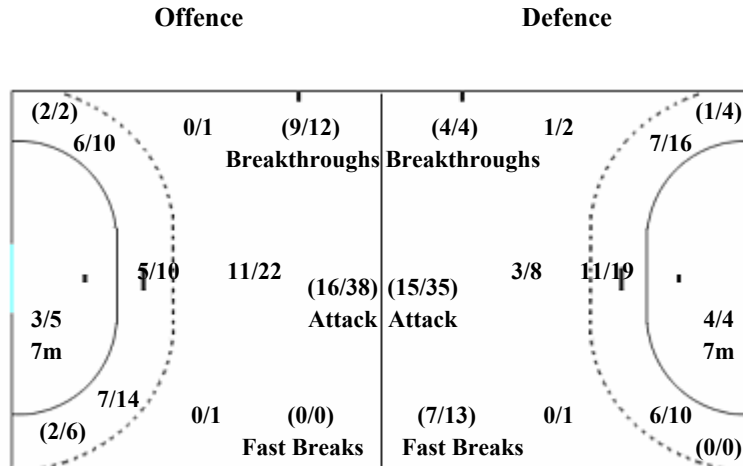 Offence Defence
(2/2) 0/1 (9/12) (4/4) 1/2 (1/4)
6/10 7/16
Breakthroughs Breakthroughs
5/10 11/22 3/8 11/19
(16/38) (15/35)
3/5 Attack Attack 4/4
7m 7m
7/14
0/1 (0/0) (7/13) 0/1 6/10
(2/6)
Fast Breaks Fast Breaks (0/0)